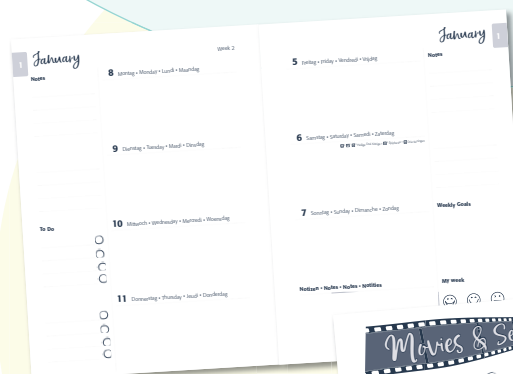 January
1
Notes
Week 2
8 Montag • Monday • Lundi • Maandag
9 Dienstag • Tuesday • Mardi • Dinsdag
10 Mittwoch • Wednesday • Mercredi • Woensdag
To Do
11 Donnerstag • Thursday • Jeudi • Donderdag
January
1
Notes
5 Freitag • Friday • Vendredi • Vrijdag
6 Samstag • Saturday • Samedi • Zaterdag
7 Sonntag • Sunday • Dimanche • Zondag
Weekly Goals
Notizen • Notes • Notes • Notities
My week
Movies & Se